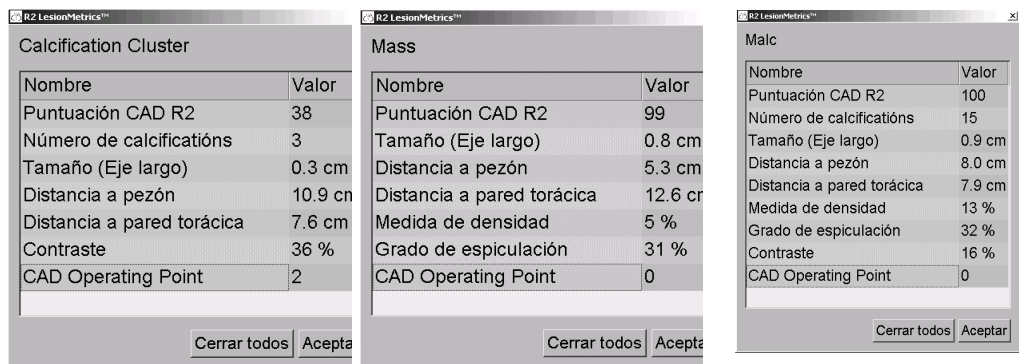 R2 LesionMetrics™
Calcification Cluster
Nombre Valor
Puntuación CAD R2 38
Número de calcificatións 3
Tamaño (Eje largo) 0.3 cm
Distancia a pezón 10.9 cm
Distancia a pared torácica 7.6 cm
Contraste 36 %
CAD Operating Point 2
Cerrar todos Acepta
R2 LesionMetrics™
Mass
Nombre Valor
Puntuación CAD R2 99
Tamaño (Eje largo) 0.8 cm
Distancia a pezón 5.3 cm
Distancia a pared torácica 12.6 cm
Medida de densidad 5 %
Grado de espiculación 31 %
CAD Operating Point 0
Cerrar todos Acepta
R2 LesionMetrics™
Malc
Nombre Valor
Puntuación CAD R2 100
Número de calcificatións 15
Tamaño (Eje largo) 0.9 cm
Distancia a pezón 8.0 cm
Distancia a pared torácica 7.9 cm
Medida de densidad 13 %
Grado de espiculación 32 %
Contraste 16 %
CAD Operating Point 0
Cerrar todos Aceptar